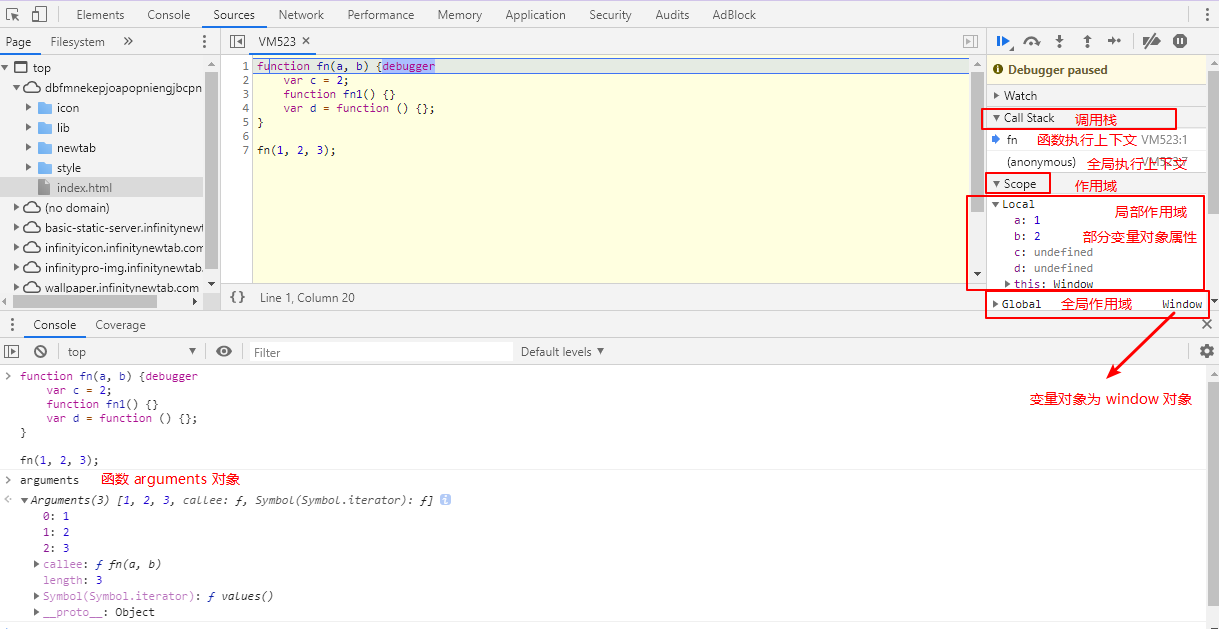 Elements Console Sources Network Performance Memory Application Security Audits AdBlock
Page Filesystem »
top
dbfmnekepjoapopniengjbcpn
icon
lib
newtab
style
index.html
(no domain)
basic-static-server.infinitynewt
infinityicon.infinitynewtab.com
infinitypro-img.infinitynewtab.
wallpaper.infinitynewtab.com
VM523 ×
1 function fn(a, b) {debugger
2 var c = 2;
3 function fn1() {}
4 var d = function () {};
5 }
6
7 fn(1, 2, 3);
{} Line 1, Column 20
Debugger paused
Watch
Call Stack 调用栈
fn 函数执行上下文 VM523:1
(anonymous) 全局执行上下文 VM523:7
Scope 作用域
Local 局部作用域
a: 1
b: 2 部分变量对象属性
c: undefined
d: undefined
this: Window
Global 全局作用域 Window
变量对象为 window 对象
Console Coverage
top Filter Default levels
function fn(a, b) {debugger
var c = 2;
function fn1() {}
var d = function () {};
}
fn(1, 2, 3);
arguments 函数 arguments 对象
Arguments(3) [1, 2, 3, callee: ƒ, Symbol(Symbol.iterator): ƒ]
0: 1
1: 2
2: 3
callee: ƒ fn(a, b)
length: 3
Symbol(Symbol.iterator): ƒ values()
__proto__: Object